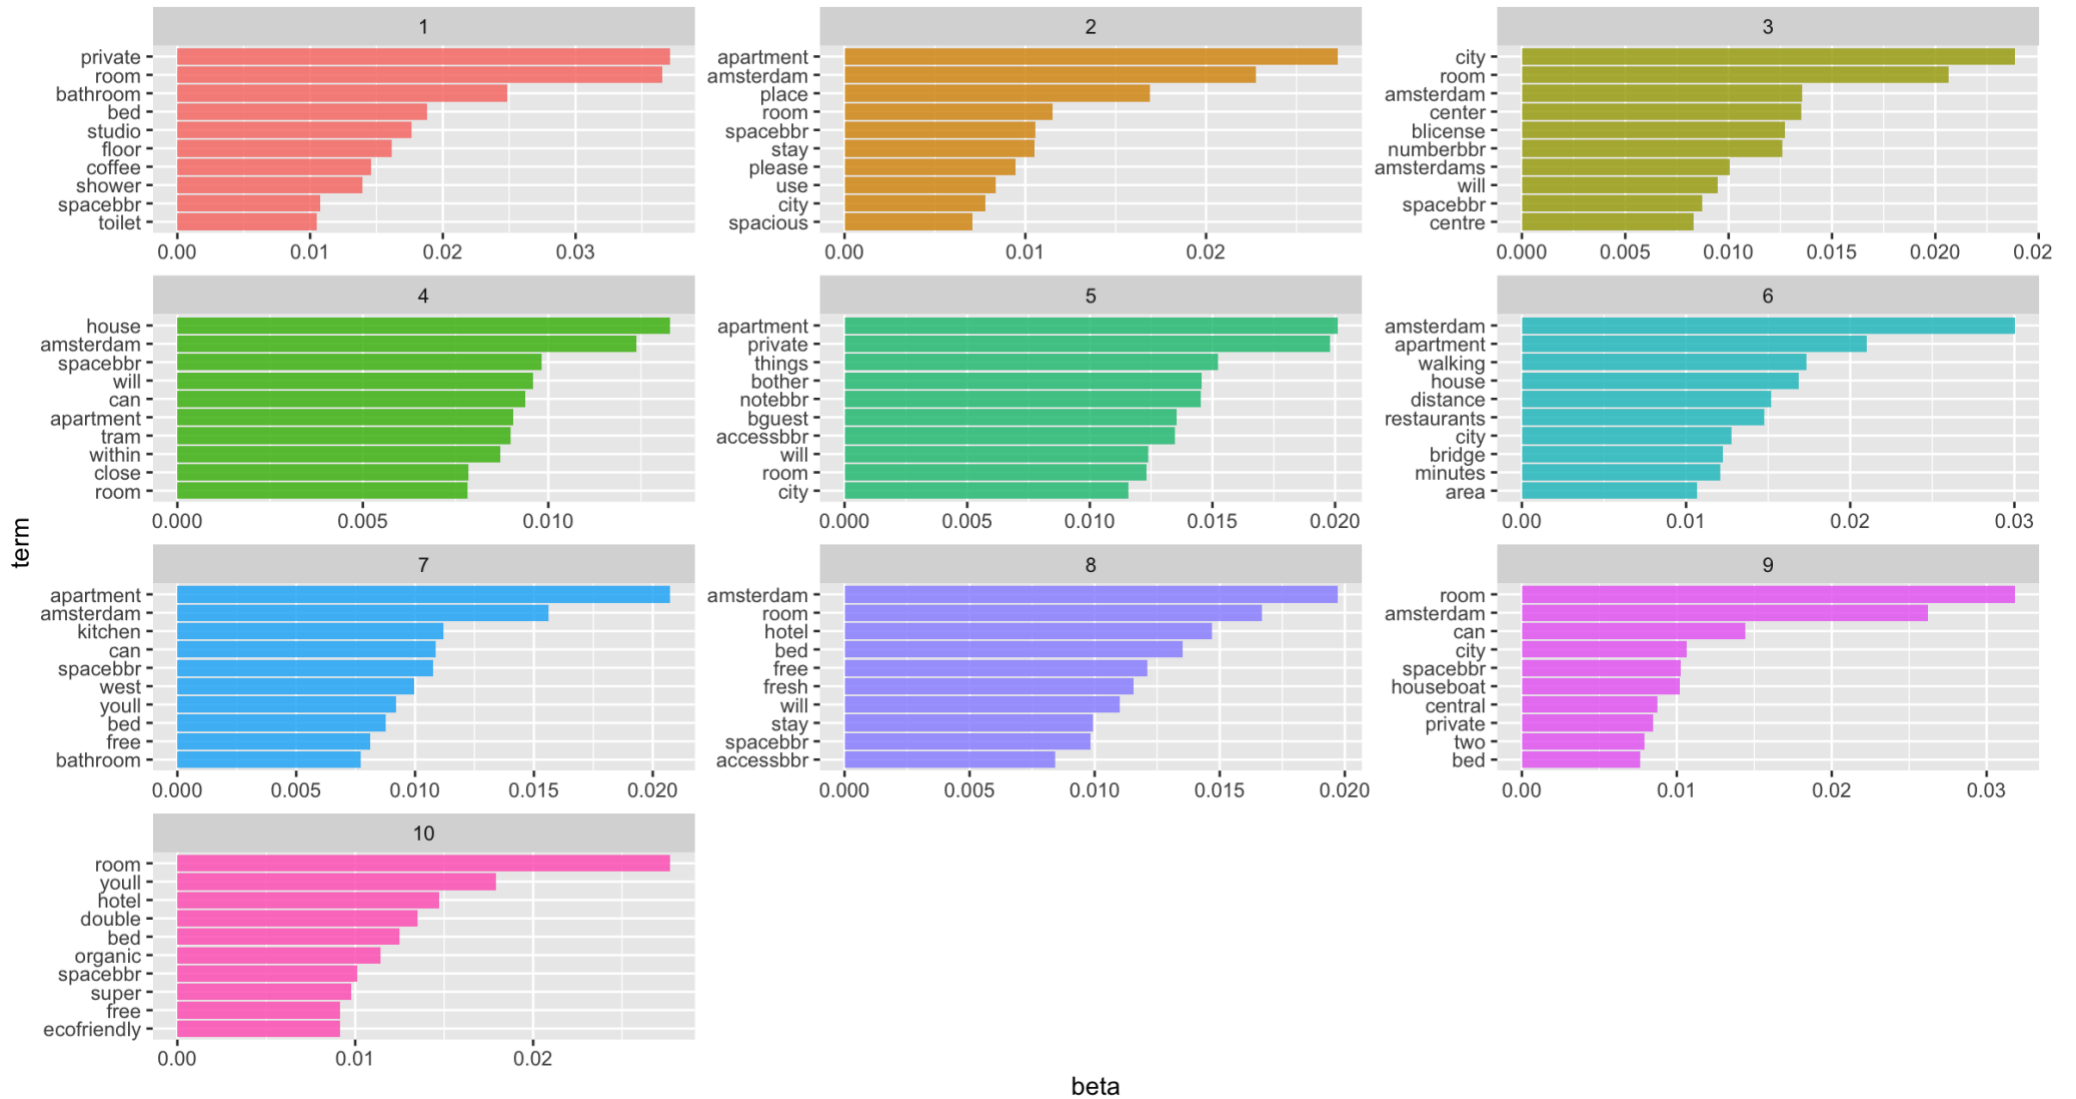 1
private
room
bathroom
bed
studio
floor
coffee
shower
spacebbr
toilet
0.00 0.01 0.02 0.03
2
apartment
amsterdam
place
room
spacebbr
stay
please
use
city
spacious
0.00 0.01 0.02
3
city
room
amsterdam
center
blicense
numberbbr
amsterdams
will
spacebbr
centre
0.000 0.005 0.010 0.015 0.020 0.02
4
house
amsterdam
spacebbr
will
can
apartment
tram
within
close
room
0.000 0.005 0.010
5
apartment
private
things
bother
notebbr
bguest
accessbbr
will
room
city
0.000 0.005 0.010 0.015 0.020
6
amsterdam
apartment
walking
house
distance
restaurants
city
bridge
minutes
area
0.00 0.01 0.02 0.03
term
7
apartment
amsterdam
kitchen
can
spacebbr
west
youll
bed
free
bathroom
0.000 0.005 0.010 0.015 0.020
8
amsterdam
room
hotel
bed
free
fresh
will
stay
spacebbr
accessbbr
0.000 0.005 0.010 0.015 0.020
9
room
amsterdam
can
city
spacebbr
houseboat
central
private
two
bed
0.00 0.01 0.02 0.03
10
room
youll
hotel
double
bed
organic
spacebbr
super
free
ecofriendly
0.00 0.01 0.02
beta